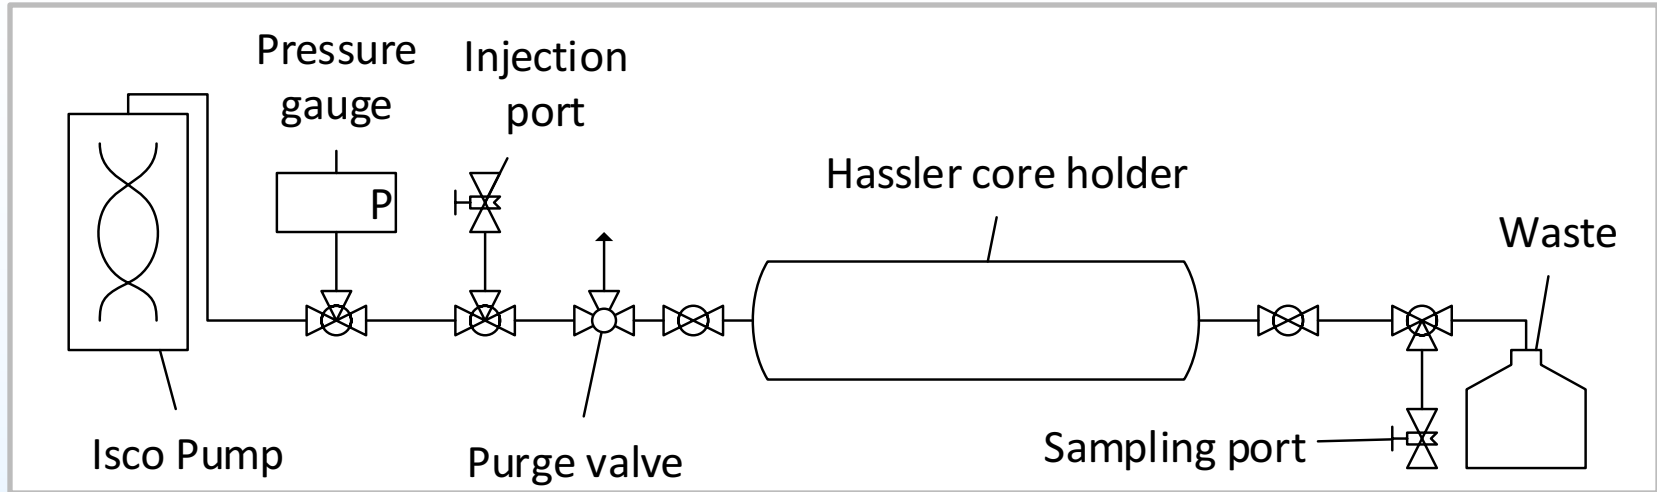 Pressure
gauge
Injection
port
P
Hassler core holder
Waste
Isco Pump
Purge valve
Sampling port